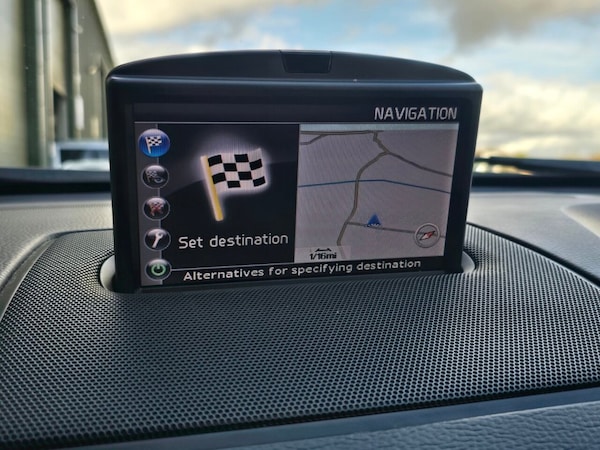 NAVIGATION
Set destination
1/16mi
Alternatives for specifying destination